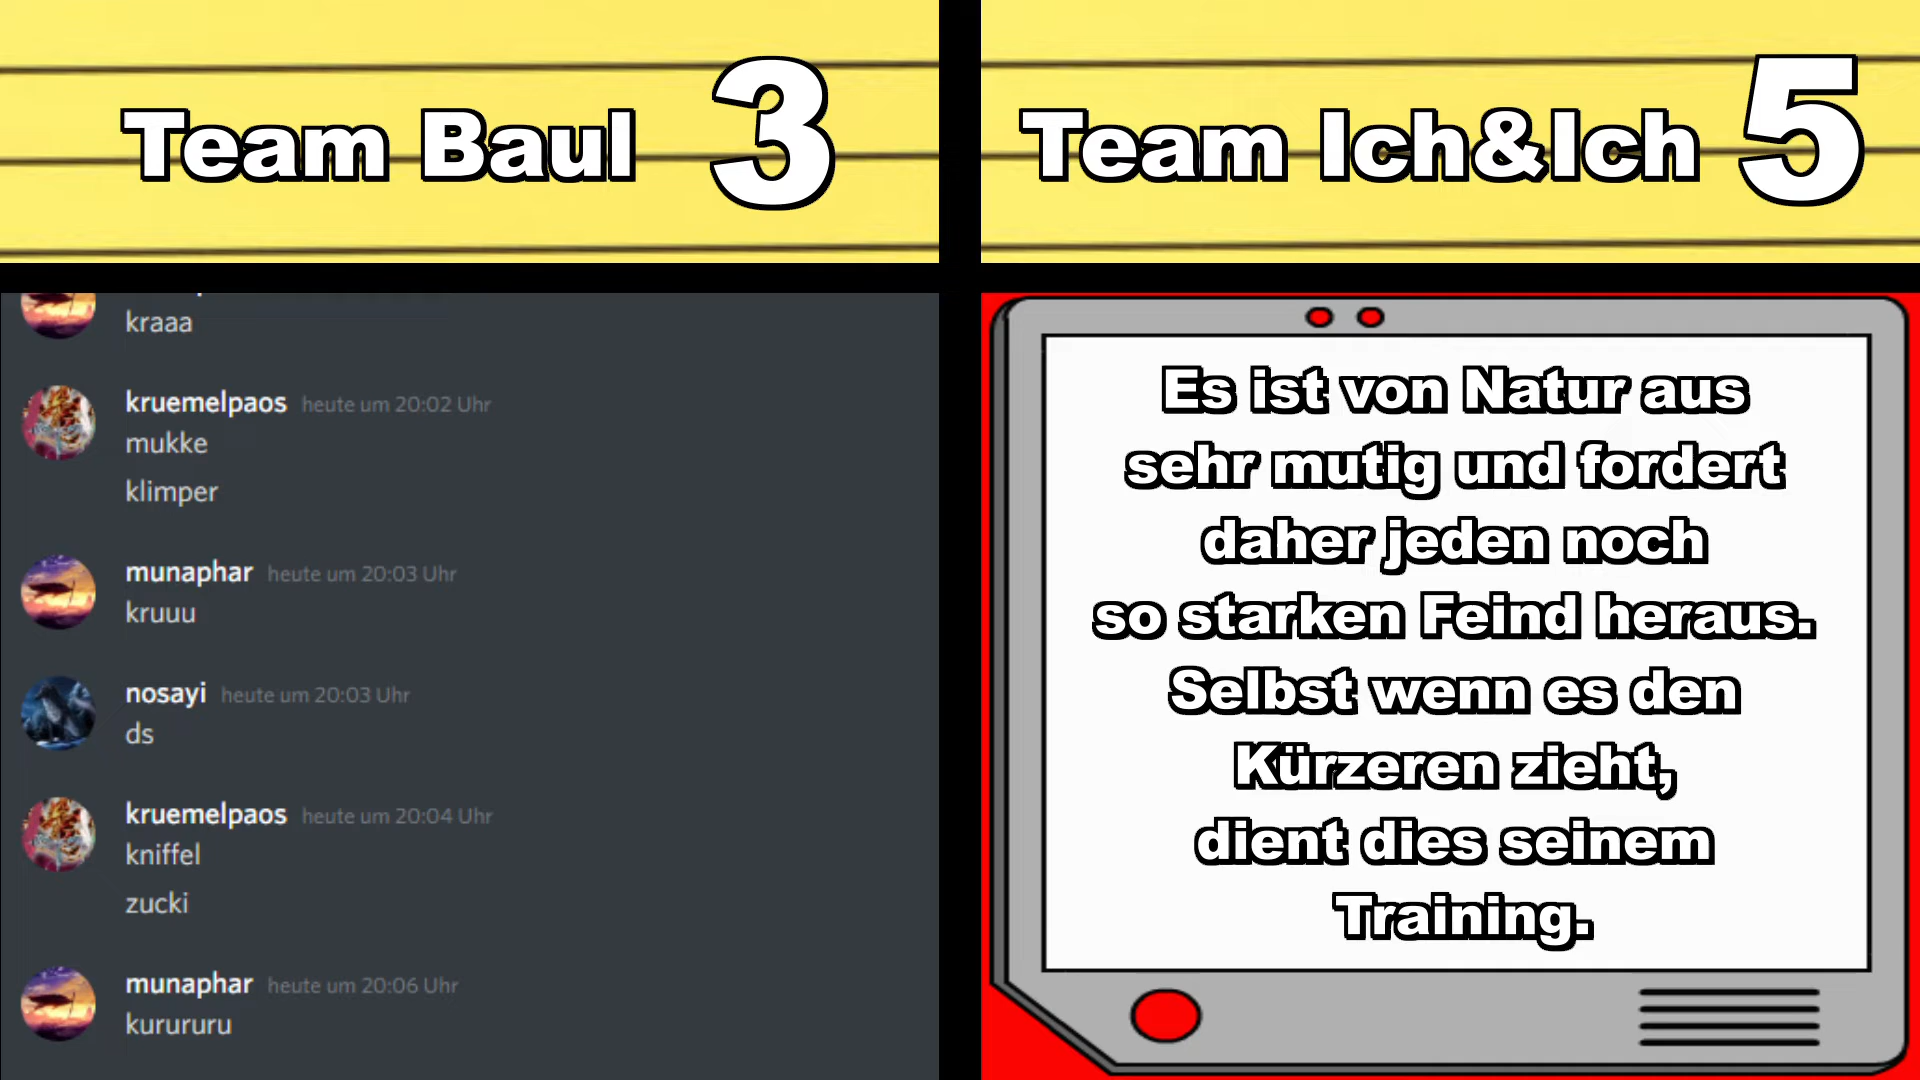 Team Baul 3
Team Ich&Ich 5
kraaa
kruemelpaos heute um 20:02 Uhr
mukke
klimper
munaphar heute um 20:03 Uhr
kruuu
nosayi heute um 20:03 Uhr
ds
kruemelpaos heute um 20:04 Uhr
kniffel
zucki
munaphar heute um 20:06 Uhr
kurururu
Es ist von Natur aus
sehr mutig und fordert
daher jeden noch
so starken Feind heraus.
Selbst wenn es den
Kürzeren zieht,
dient dies seinem
Training.